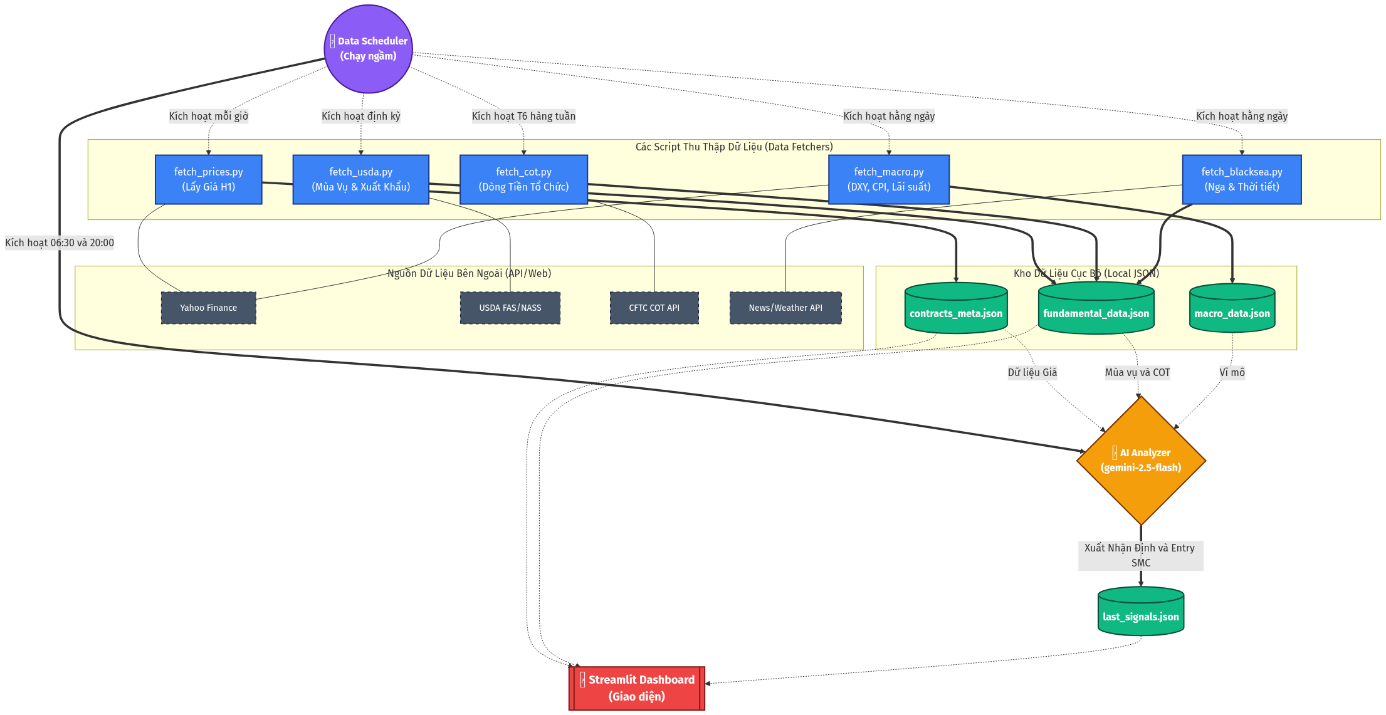 Data Scheduler
(Chạy ngầm)
Kích hoạt mỗi giờ
Kích hoạt định kỳ
Kích hoạt T6 hàng tuần
Kích hoạt hằng ngày
Kích hoạt hằng ngày
Các Script Thu Thập Dữ Liệu (Data Fetchers)
fetch_prices.py
(Lấy Giá H1)
fetch_usda.py
(Mùa Vụ & Xuất Khẩu)
fetch_cot.py
(Dòng Tiền Tổ Chức)
fetch_macro.py
(DXY, CPI, Lãi suất)
fetch_blacksea.py
(Nga & Thời tiết)
Kích hoạt 06:30 và 20:00
Nguồn Dữ Liệu Bên Ngoài (API/Web)
Kho Dữ Liệu Cục Bộ (Local JSON)
Yahoo Finance
USDA FAS/NASS
CFTC COT API
News/Weather API
contracts_meta.json
fundamental_data.json
macro_data.json
Dữ liệu Giá
Mùa vụ và COT
Vĩ mô
AI Analyzer
(gemini-2.5-flash)
Xuất Nhận Định và Entry
SMC
last_signals.json
Streamlit Dashboard
(Giao diện)